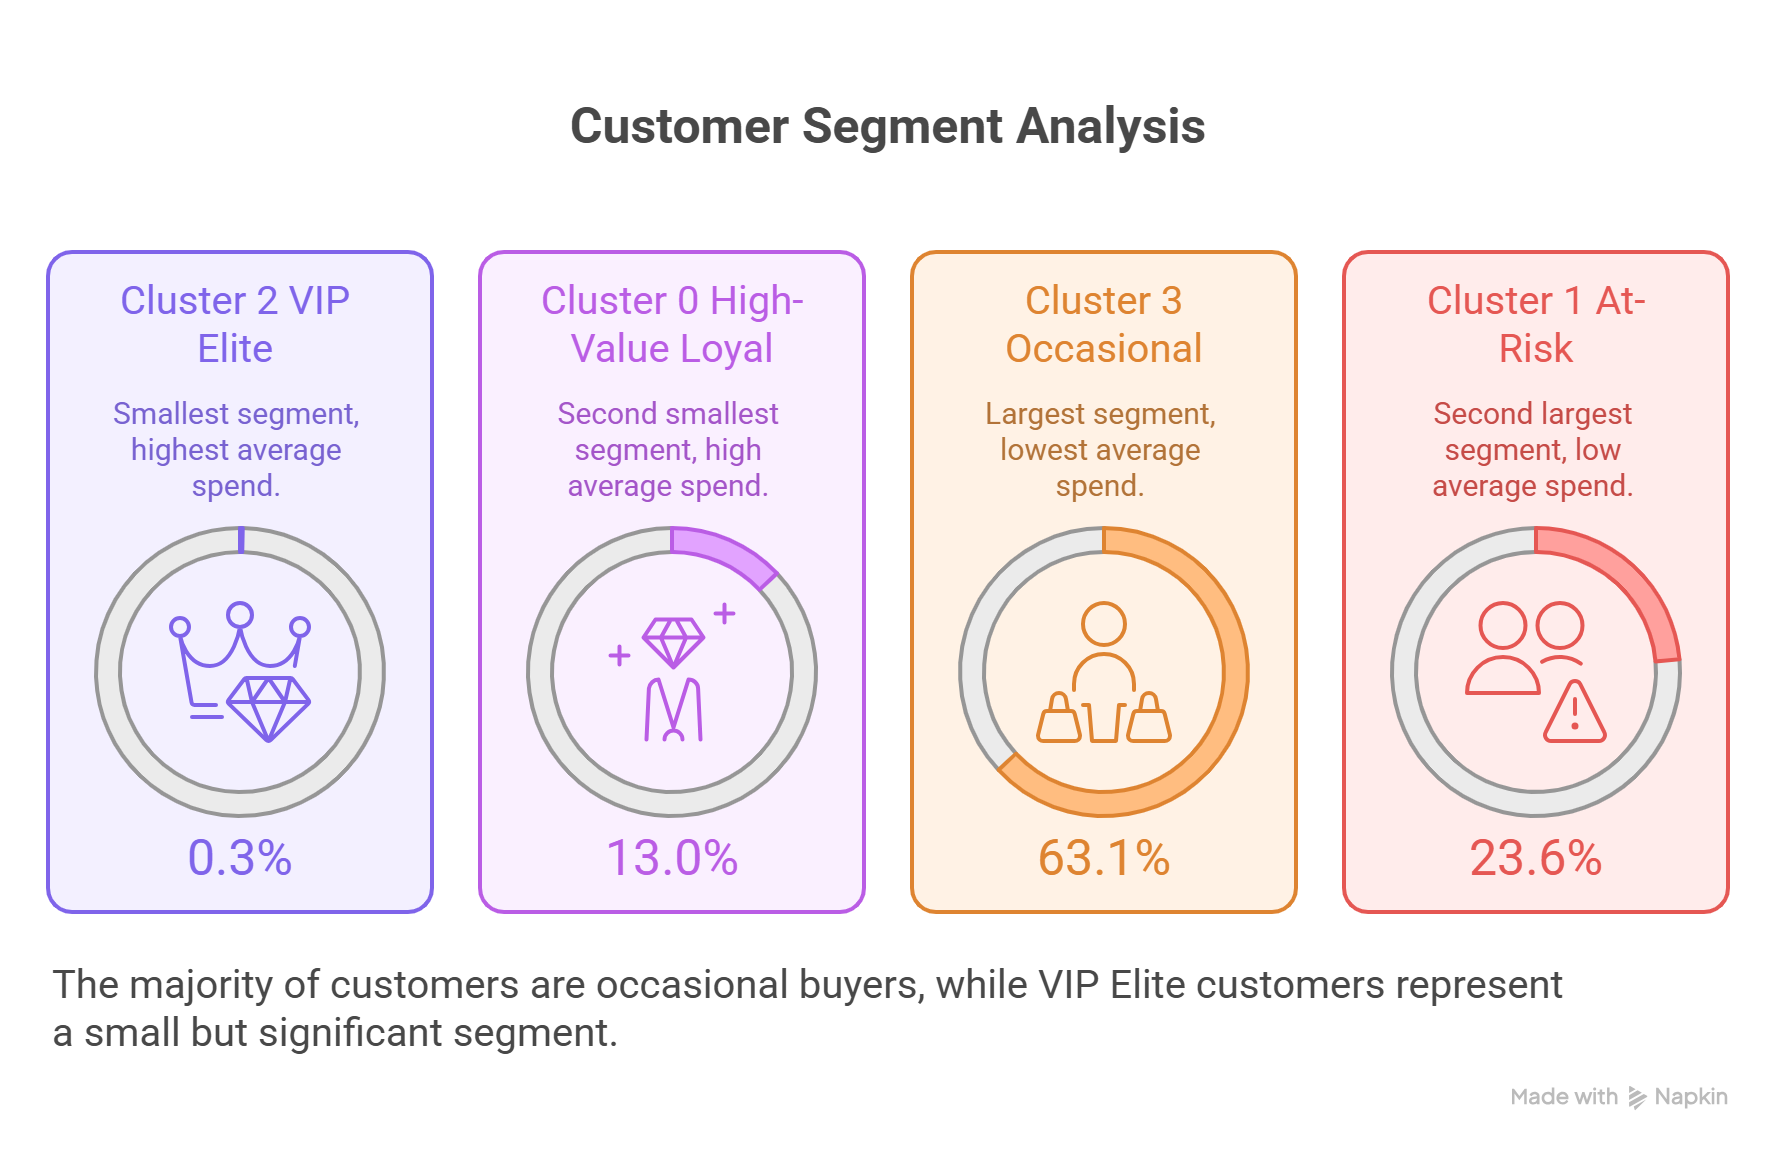 Customer Segment Analysis
Cluster 2 VIP
Elite
Smallest segment,
highest average
spend.
0.3%
Cluster 0 High-
Value Loyal
Second smallest
segment, high
average spend.
13.0%
Cluster 3
Occasional
Largest segment,
lowest average
spend.
63.1%
Cluster 1 At-
Risk
Second largest
segment, low
average spend.
23.6%
The majority of customers are occasional buyers, while VIP Elite customers represent
a small but significant segment.
Made with Napkin